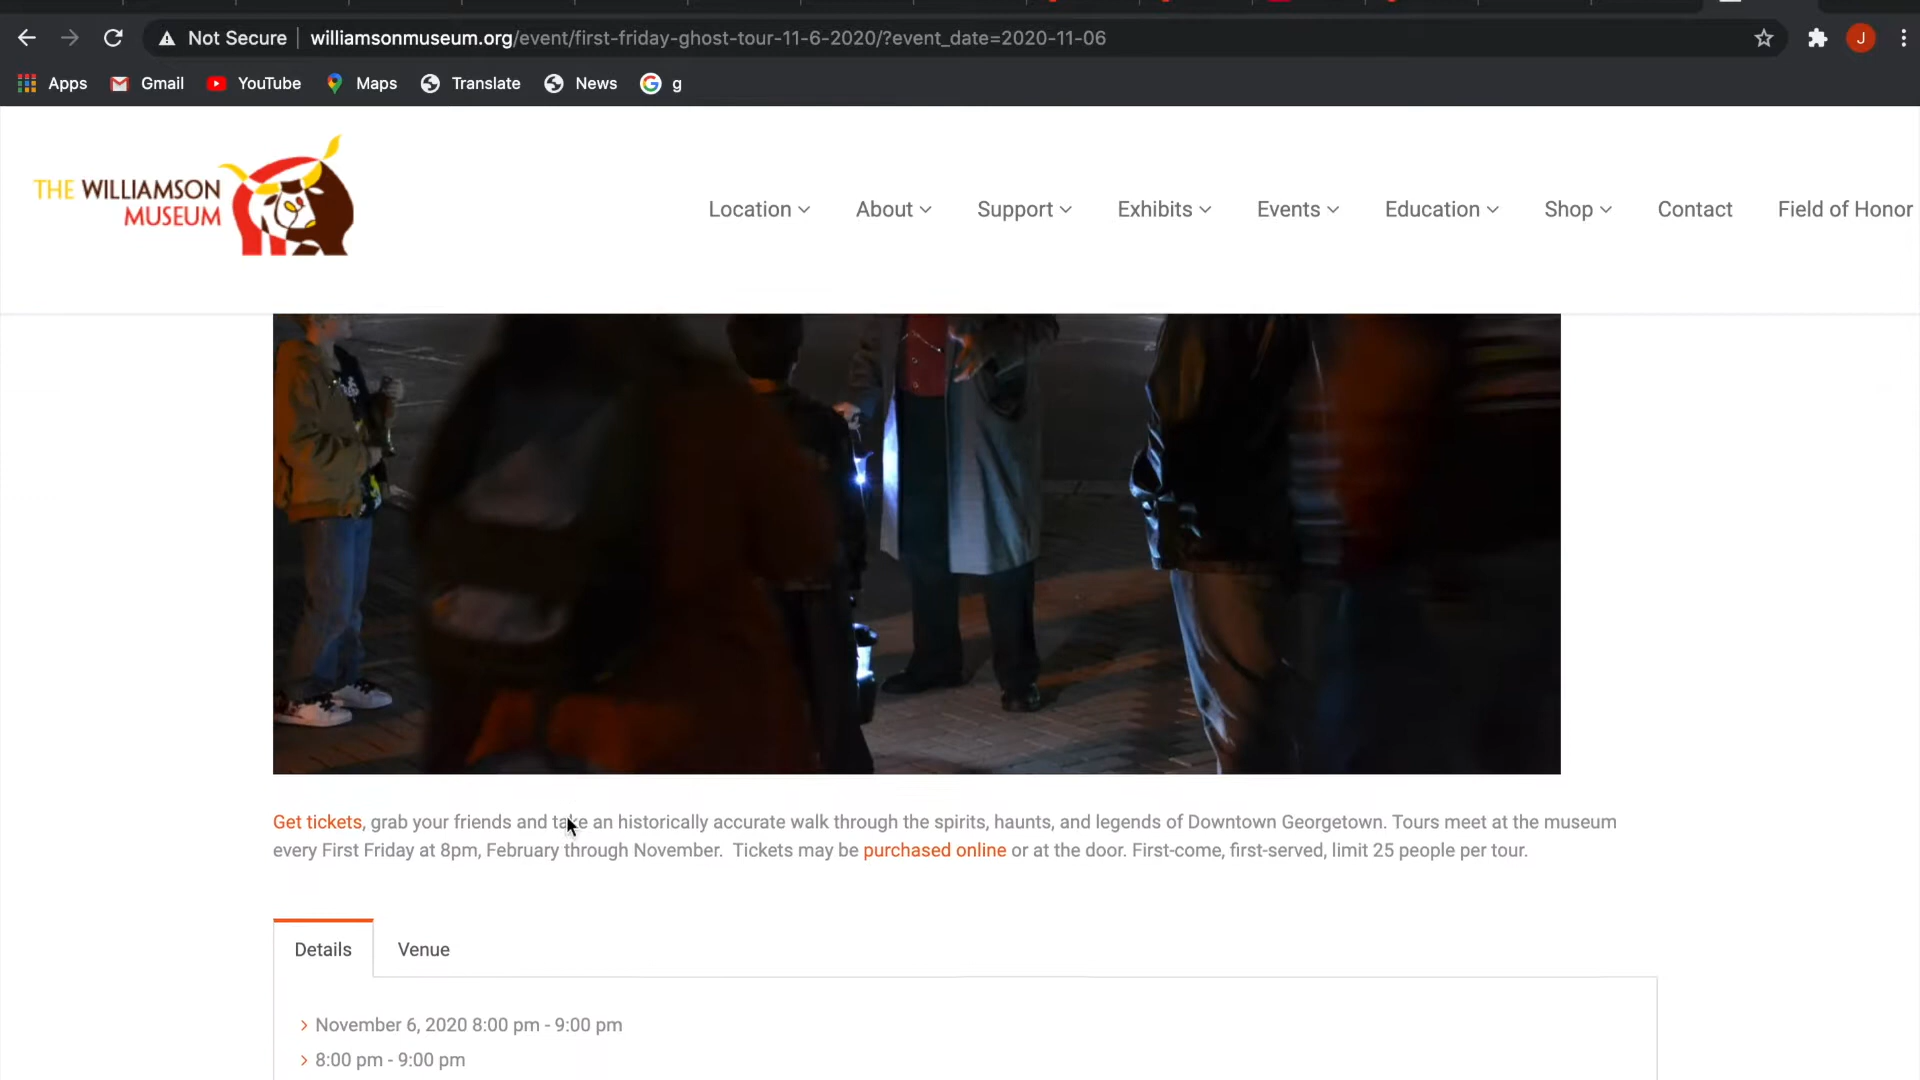 Not Secure williamsonmuseum.org/event/first-friday-ghost-tour-11-6-2020/?event_date=2020-11-06
J
Apps Gmail YouTube Maps Translate News g
THE WILLIAMSON
MUSEUM
Location About Support Exhibits Events Education Shop Contact Field of Honor
Get tickets, grab your friends and take an historically accurate walk through the spirits, haunts, and legends of Downtown Georgetown. Tours meet at the museum
every First Friday at 8pm, February through November. Tickets may be purchased online or at the door. First-come, first-served, limit 25 people per tour.
Details Venue
November 6, 2020 8:00 pm - 9:00 pm
8:00 pm - 9:00 pm